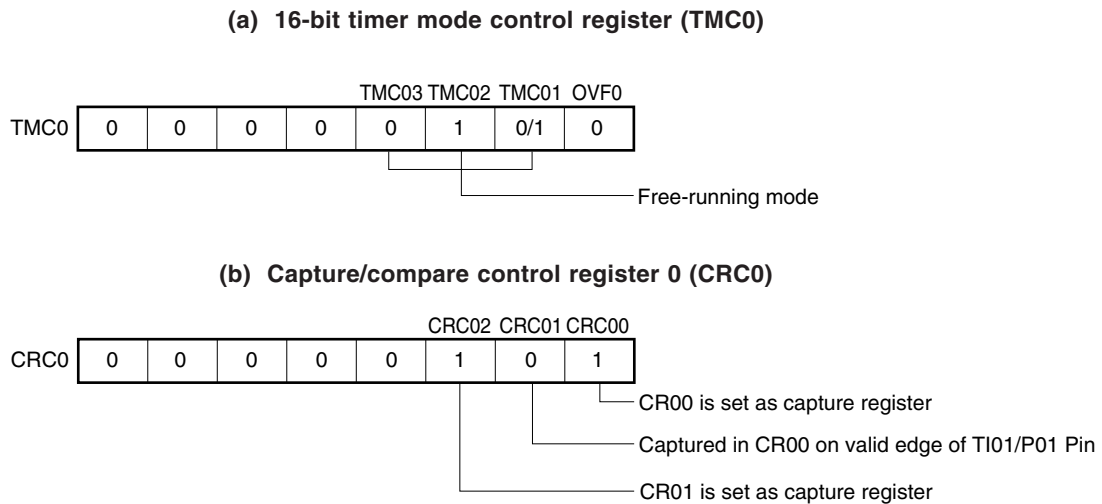 (a) 16-bit timer mode control register (TMC0)
TMC03 TMC02 TMC01 OVF0
TMC0 0 0 0 0 0 1 0/1 0
Free-running mode
(b) Capture/compare control register 0 (CRC0)
CRC02 CRC01 CRC00
CRC0 0 0 0 0 0 1 0 1
CR00 is set as capture register
Captured in CR00 on valid edge of TI01/P01 Pin
CR01 is set as capture register